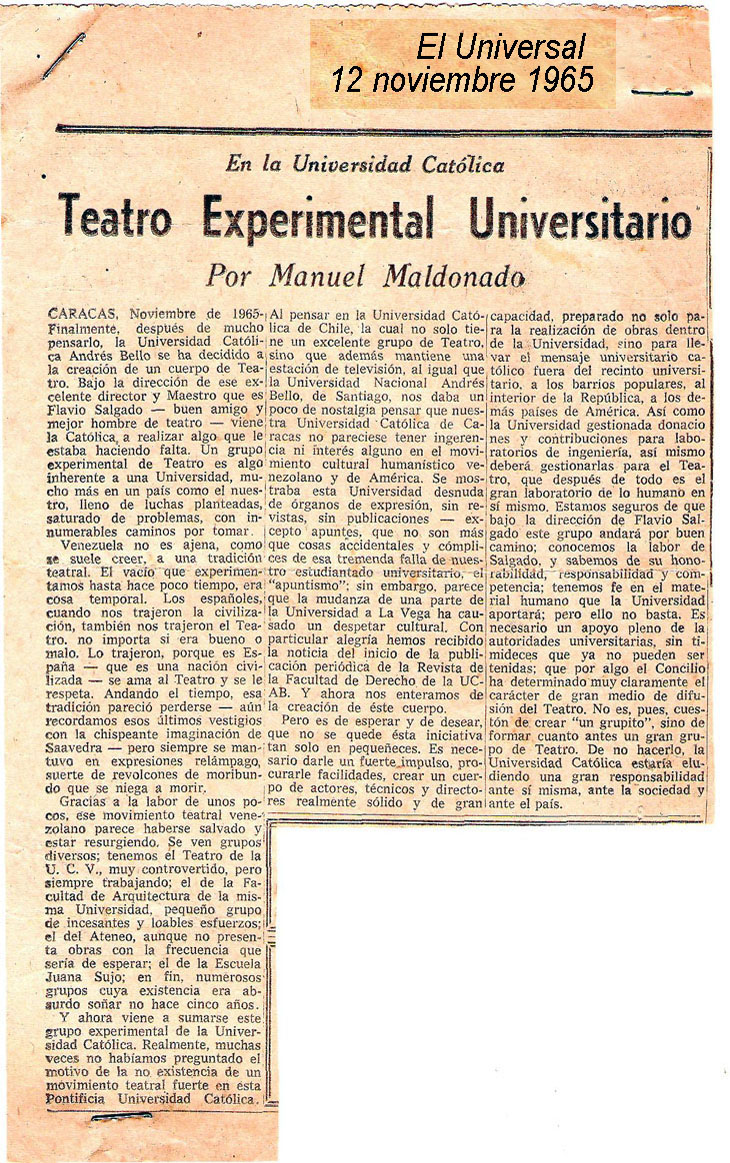 El Universal
12 noviembre 1965
En la Universidad Católica
Teatro Experimental Universitario
Por Manuel Maldonado
CARACAS, Noviembre de 1965-
Finalmente, después de mucho
pensarlo, la Universidad Católi-
ca Andrés Bello se ha decidido a
la creación de un cuerpo de Tea-
tro. Bajo la dirección de ese ex-
celente director y Maestro que es
Flavio Salgado — buen amigo y
mejor hombre de teatro — viene
la Católica, a realizar algo que le
estaba haciendo falta. Un grupo
experimental de Teatro es algo
inherente a una Universidad, mu-
cho más en un país como el nues-
tro, lleno de luchas planteadas,
saturado de problemas, con in-
numerables caminos por tomar.
Venezuela no es ajena, como
se suele creer, a una tradición
teatral. El vacío que experimen-
tamos hasta hace poco tiempo, era
cosa temporal. Los españoles,
cuando nos trajeron la civiliza-
ción, también nos trajeron el Tea-
tro. no importa si era bueno o
malo. Lo trajeron, porque es Es-
paña — que es una nación civi-
lizada — se ama al Teatro y se le
respeta. Andando el tiempo, esa
tradición pareció perderse — aún
recordamos esos últimos vestigios
con la chispeante imaginación de
Saavedra — pero siempre se man-
tuvo en expresiones relámpago,
suerte de revolcones de moribun-
do que se niega a morir.
Gracias a la labor de unos po-
cos, ese movimiento teatral vene-
zolano parece haberse salvado y
estar resurgiendo. Se ven grupos
diversos; tenemos el Teatro de la
U. C. V., muy controvertido, pero
siempre trabajando; el de la Fa-
cultad de Arquitectura de la mis-
ma Universidad, pequeño grupo
de incesantes y loables esfuerzos;
el del Ateneo, aunque no presen-
ta obras con la frecuencia que
sería de esperar; el de la Escuela
Juana Sujo; en fin, numerosos
grupos cuya existencia era ab-
surdo soñar no hace cinco años.
Y ahora viene a sumarse este
grupo experimental de la Univer-
sidad Católica. Realmente, muchas
veces no habíamos preguntado el
motivo de la no existencia de un
movimiento teatral fuerte en esta
Pontificia Universidad Católica.
Al pensar en la Universidad Cató-
lica de Chile, la cual no solo tie-
ne un excelente grupo de Teatro,
sino que además mantiene una
estación de televisión, al igual que
la Universidad Nacional Andrés
Bello, de Santiago, nos daba un
poco de nostalgia pensar que nues-
tra Universidad Católica de Ca-
racas no pareciese tener ingeren-
cia ni interés alguno en el movi-
miento cultural humanístico ve-
nezolano y de América. Se mos-
traba esta Universidad desnuda
de órganos de expresión, sin re-
vistas, sin publicaciones — ex-
cepto apuntes, que no son más
que cosas accidentales y cómpli-
ces de esa tremenda falla de nues-
tro estudiantado universitario, el
"apuntismo"; sin embargo, parece
que la mudanza de una parte de
la Universidad a La Vega ha cau-
sado un despetar cultural. Con
particular alegría hemos recibido
la noticia del inicio de la publi-
cación periódica de la Revista de
la Facultad de Derecho de la UC-
AB. Y ahora nos enteramos de
la creación de éste cuerpo.
Pero es de esperar y de desear,
que no se quede ésta iniciativa
tan solo en pequeñeces. Es nece-
sario darle un fuerte impulso, pro-
curarle facilidades, crear un cuer-
po de actores, técnicos y directo-
res realmente sólido y de gran
capacidad, preparado no solo pa-
ra la realización de obras dentro
de la Universidad, sino para lle-
var el mensaje universitario ca-
tólico fuera del recinto universi-
tario, a los barrios populares, al
interior de la República, a los de-
más países de América. Así como
la Universidad gestionada donacio
nes y contribuciones para labo-
ratorios de ingeniería, así mismo
deberá gestionarlas para el Tea-
tro, que después de todo es el
gran laboratorio de lo humano en
sí mismo. Estamos seguros de que
bajo la dirección de Flavio Sal-
gado este grupo andará por buen
camino; conocemos la labor de
Salgado, y sabemos de su hono-
rabilidad, responsabilidad y com-
petencia; tenemos fe en el mate-
rial humano que la Universidad
aportará; pero ello no basta. Es
necesario un apoyo pleno de la
autoridades universitarias, sin ti-
mideces que ya no pueden ser
tenidas; que por algo el Concilio
ha determinado muy claramente el
carácter de gran medio de difu-
sión del Teatro. No es, pues, cues-
tón de crear "un grupito", sino de
formar cuanto antes un gran gru-
po de Teatro. De no hacerlo, la
Universidad Católica estaría elu-
diendo una gran responsabilidad
ante sí misma, ante la sociedad y
ante el país.